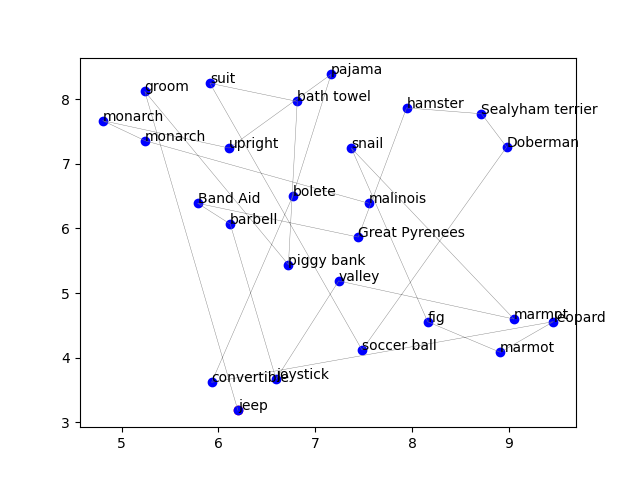 pajama
suit
groom
bath towel
hamster
Sealyham terrier
monarch
monarch
upright
snail
Doberman
bolete
malinois
Band Aid
barbell
Great Pyrenees
piggy bank
valley
marmot
leopard
fig
soccer ball
marmot
convertible
joystick
jeep
8
7
6
5
4
3
5 6 7 8 9